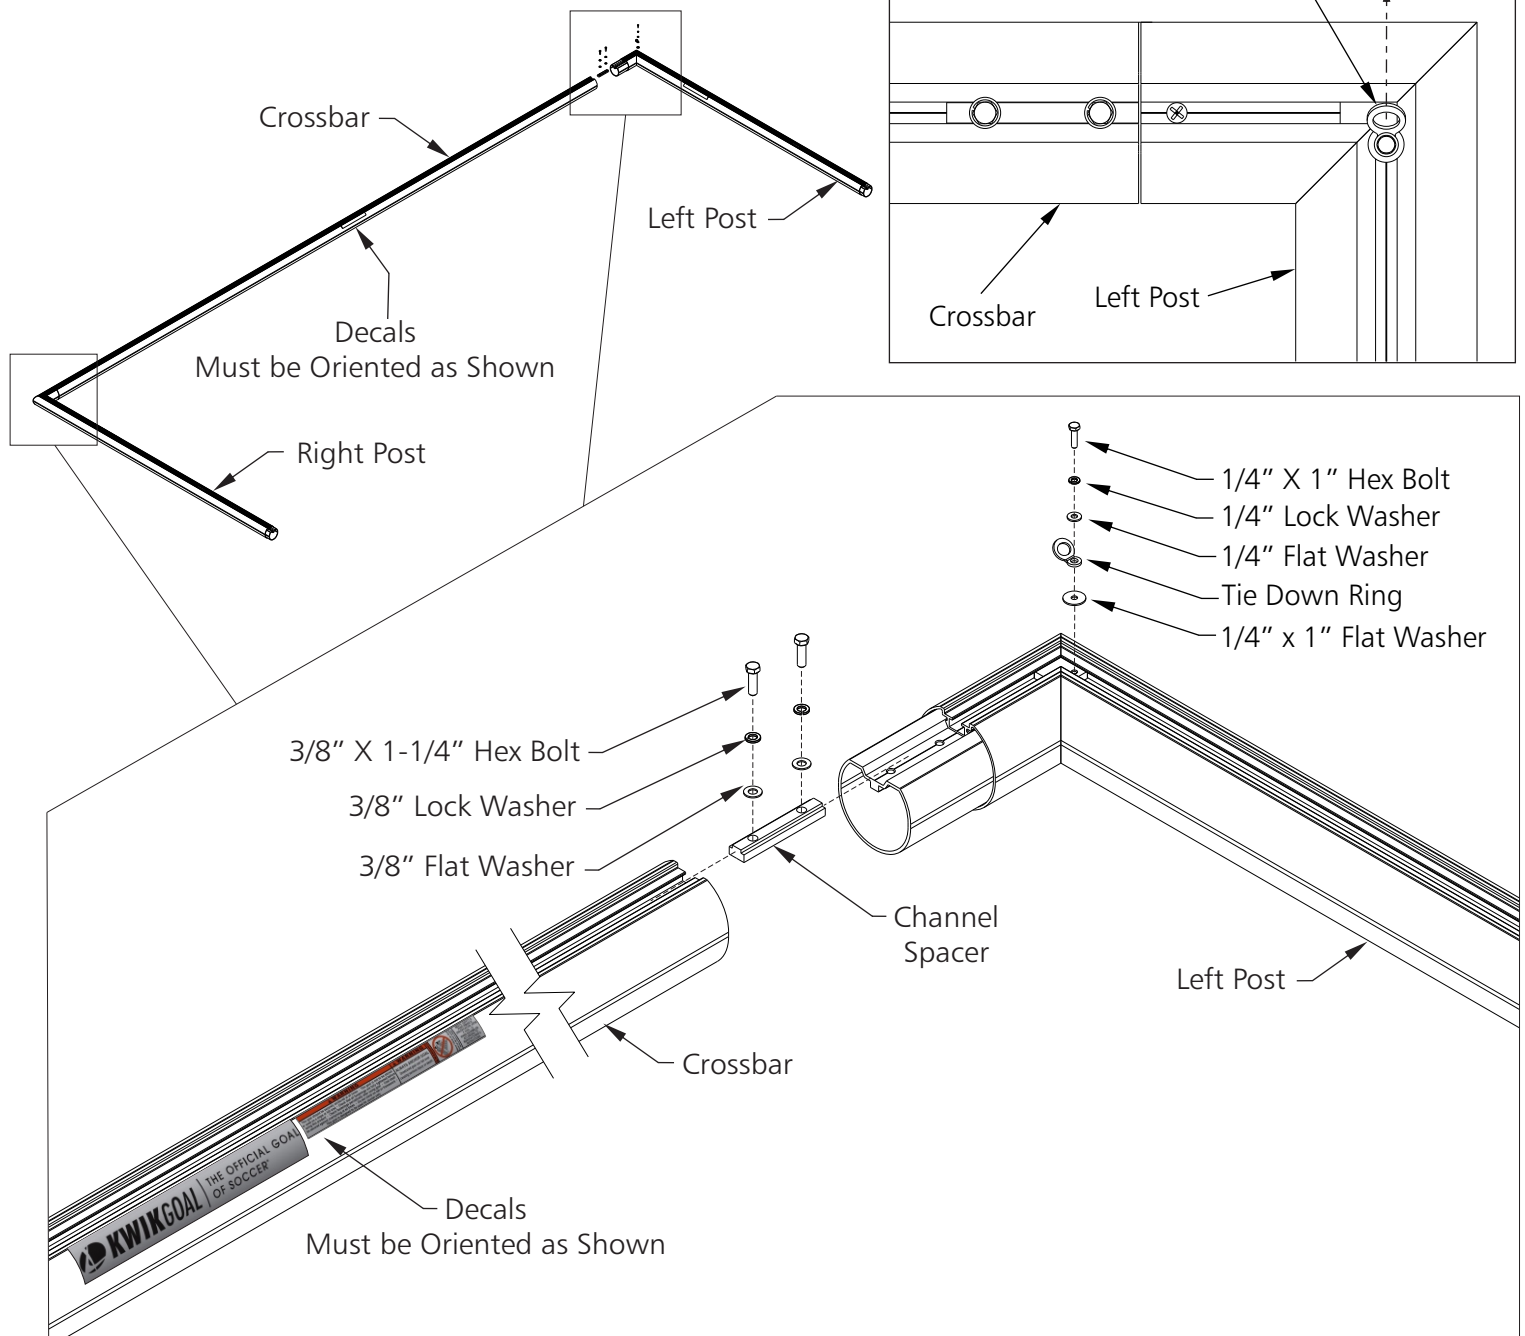 Crossbar
Left Post
Decals
Must be Oriented as Shown
Right Post
Crossbar
Left Post
1/4” X 1” Hex Bolt
1/4” Lock Washer
1/4” Flat Washer
Tie Down Ring
1/4” x 1” Flat Washer
3/8” X 1-1/4” Hex Bolt
3/8” Lock Washer
3/8” Flat Washer
Channel
Spacer
Left Post
Crossbar
WARNING
KWIKGOAL
THE OFFICIAL GOAL
OF SOCCER
Decals
Must be Oriented as Shown